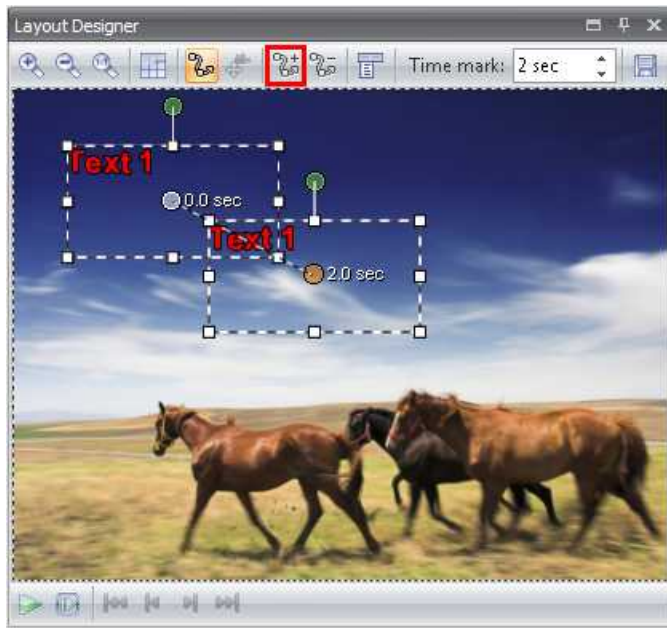 Layout Designer
Time mark: 2 sec
Text 1
0.0 sec
Text 1
2.0 sec